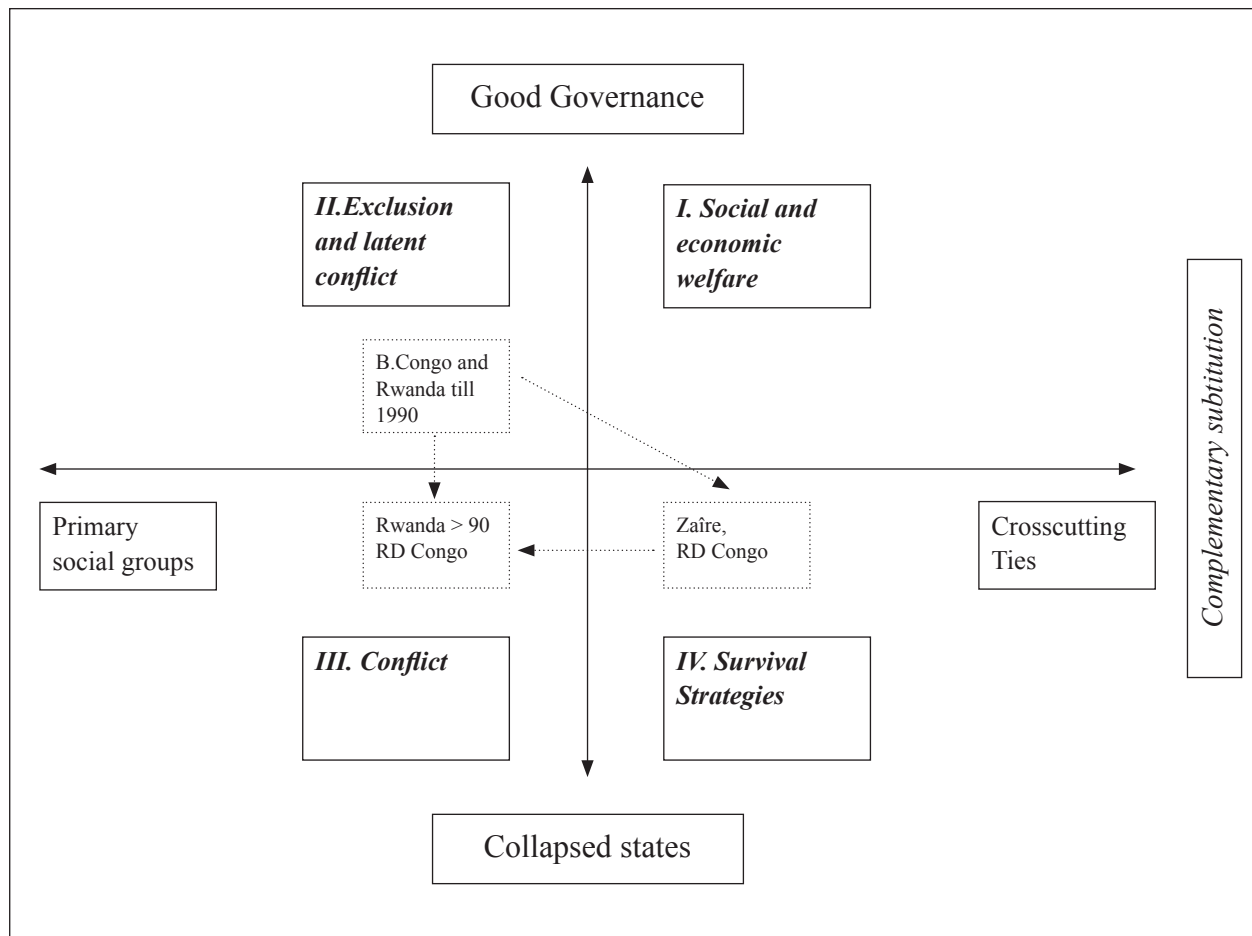 Good Governance
II.Exclusion
and latent
conflict
I. Social and
economic
welfare
B.Congo and
Rwanda till
1990
Primary
social groups
Rwanda > 90
RD Congo
Zaîre,
RD Congo
Crosscutting
Ties
Complementary subtitution
III. Conflict
IV. Survival
Strategies
Collapsed states